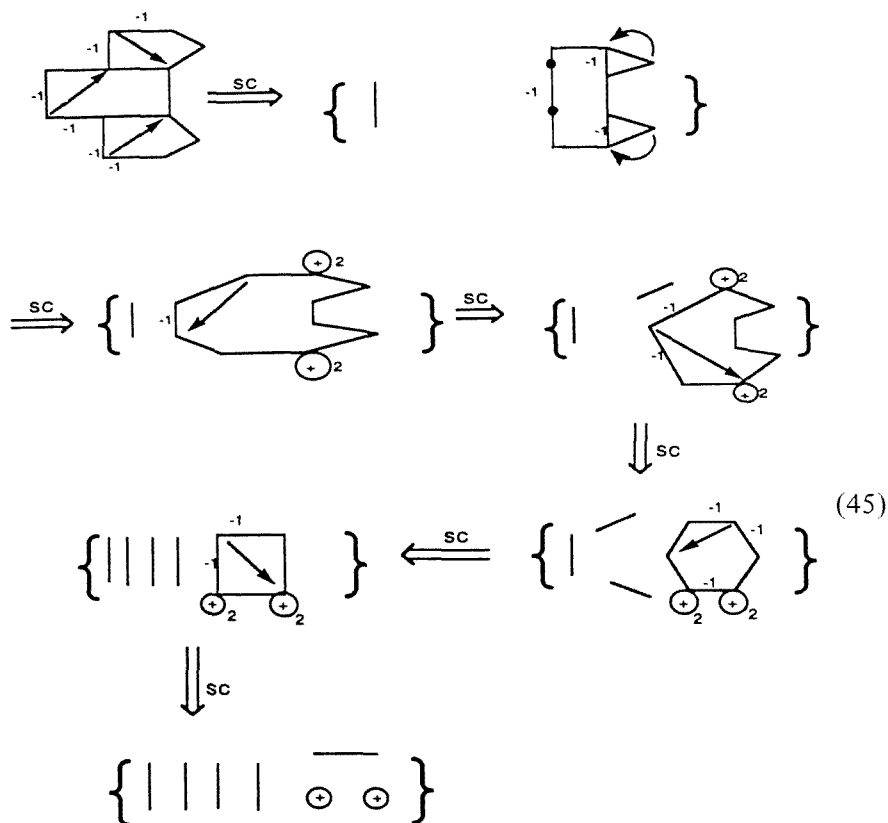 -1
-1
-1
-1
-1
-1
SC
{ | -1 -1 -1 }
SC
{ | -1 + 2 + 2 }
SC
{ | -1 -1 + 2 + 2 }
SC
{ | -1 -1 -1 + 2 + 2 }
(45)
SC
{ | | | | -1 -1 + 2 + 2 }
SC
{ | | | | + + }